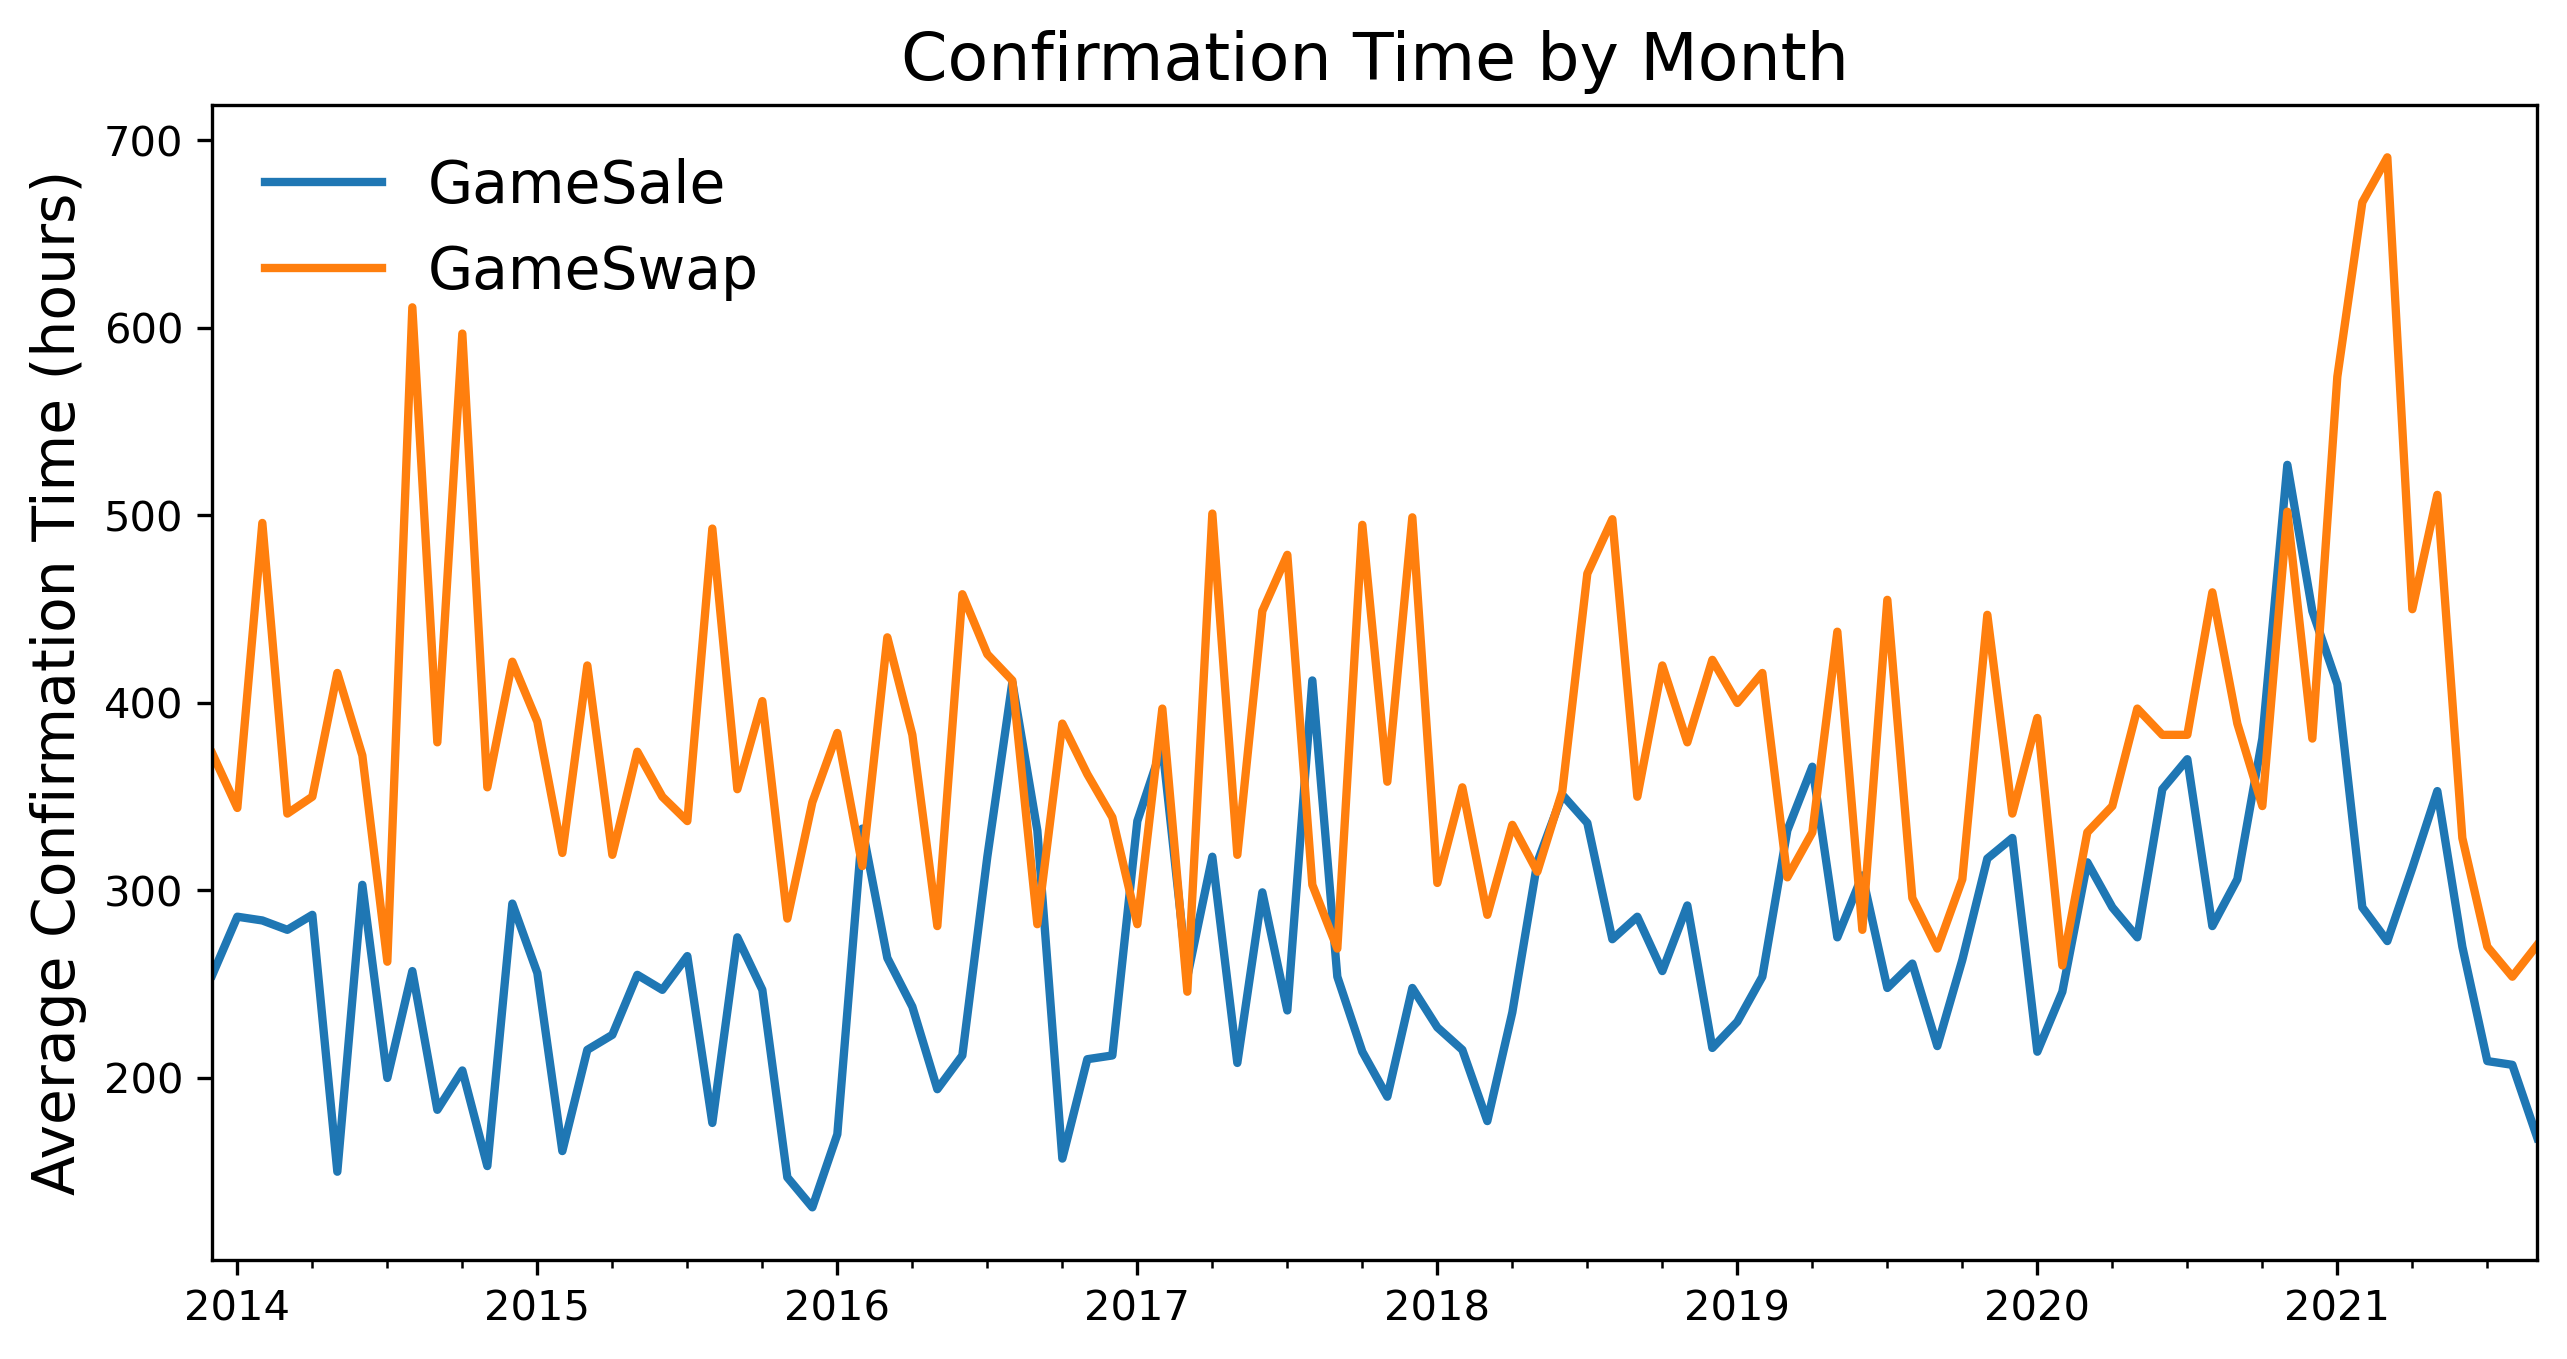 Confirmation Time by Month
Average Confirmation Time (hours)
700
600
500
400
300
200
GameSale
GameSwap
2014 2015 2016 2017 2018 2019 2020 2021